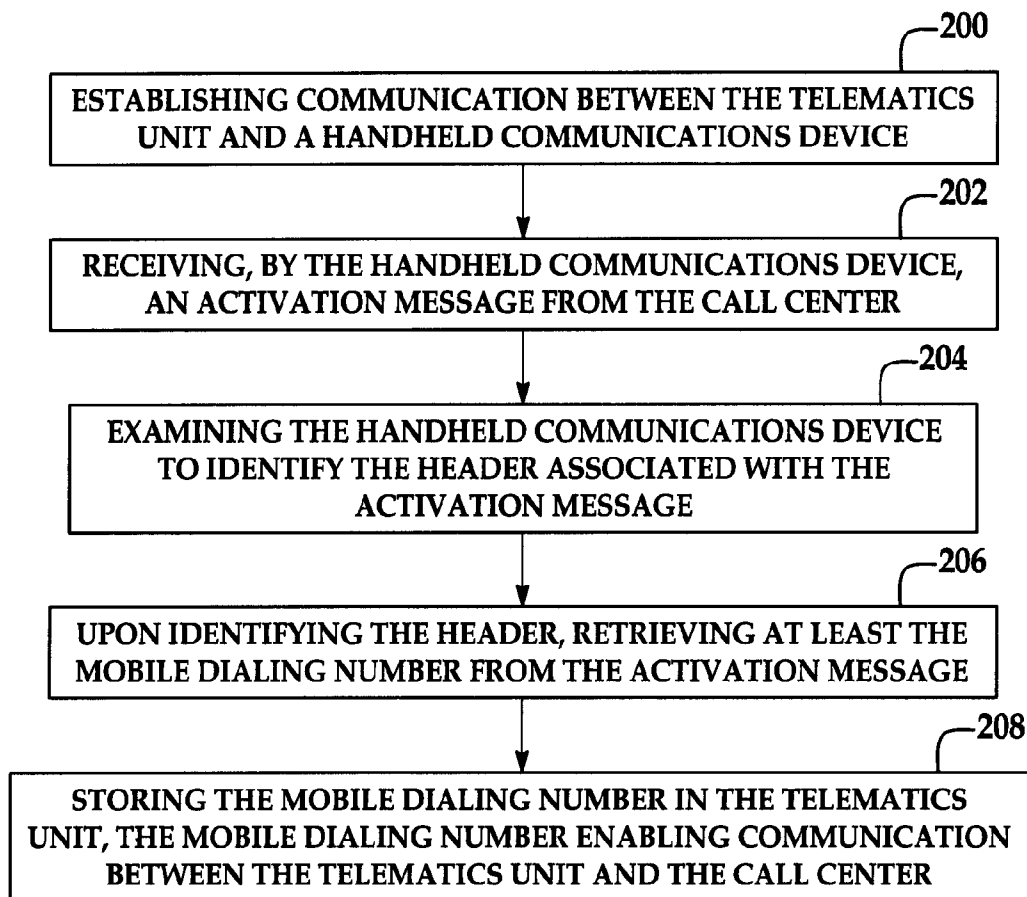 200
ESTABLISHING COMMUNICATION BETWEEN THE TELEMATICS
UNIT AND A HANDHELD COMMUNICATIONS DEVICE
202
RECEIVING, BY THE HANDHELD COMMUNICATIONS DEVICE,
AN ACTIVATION MESSAGE FROM THE CALL CENTER
204
EXAMINING THE HANDHELD COMMUNICATIONS DEVICE
TO IDENTIFY THE HEADER ASSOCIATED WITH THE
ACTIVATION MESSAGE
206
UPON IDENTIFYING THE HEADER, RETRIEVING AT LEAST THE
MOBILE DIALING NUMBER FROM THE ACTIVATION MESSAGE
208
STORING THE MOBILE DIALING NUMBER IN THE TELEMATICS
UNIT, THE MOBILE DIALING NUMBER ENABLING COMMUNICATION
BETWEEN THE TELEMATICS UNIT AND THE CALL CENTER